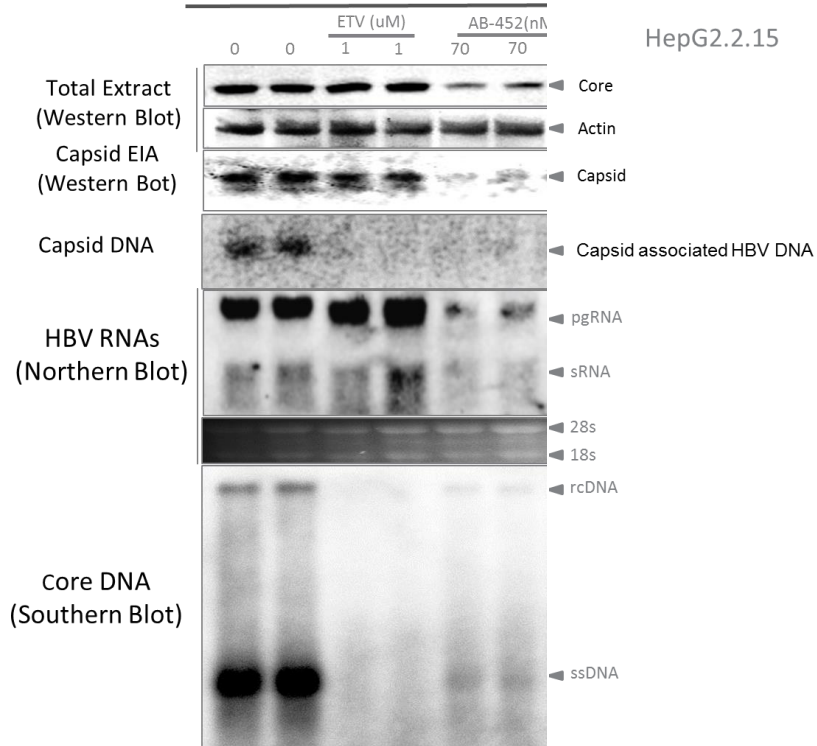 ETV (uM)
AB-452(nM
HepG2.2.15
0 0 1 1 70 70
Total Extract
(Western Blot)
Core
Actin
Capsid EIA
(Western Bot)
Capsid
Capsid DNA
Capsid associated HBV DNA
HBV RNAs
(Northern Blot)
pgRNA
sRNA
28s
18s
rcDNA
core DNA
(Southern Blot)
ssDNA